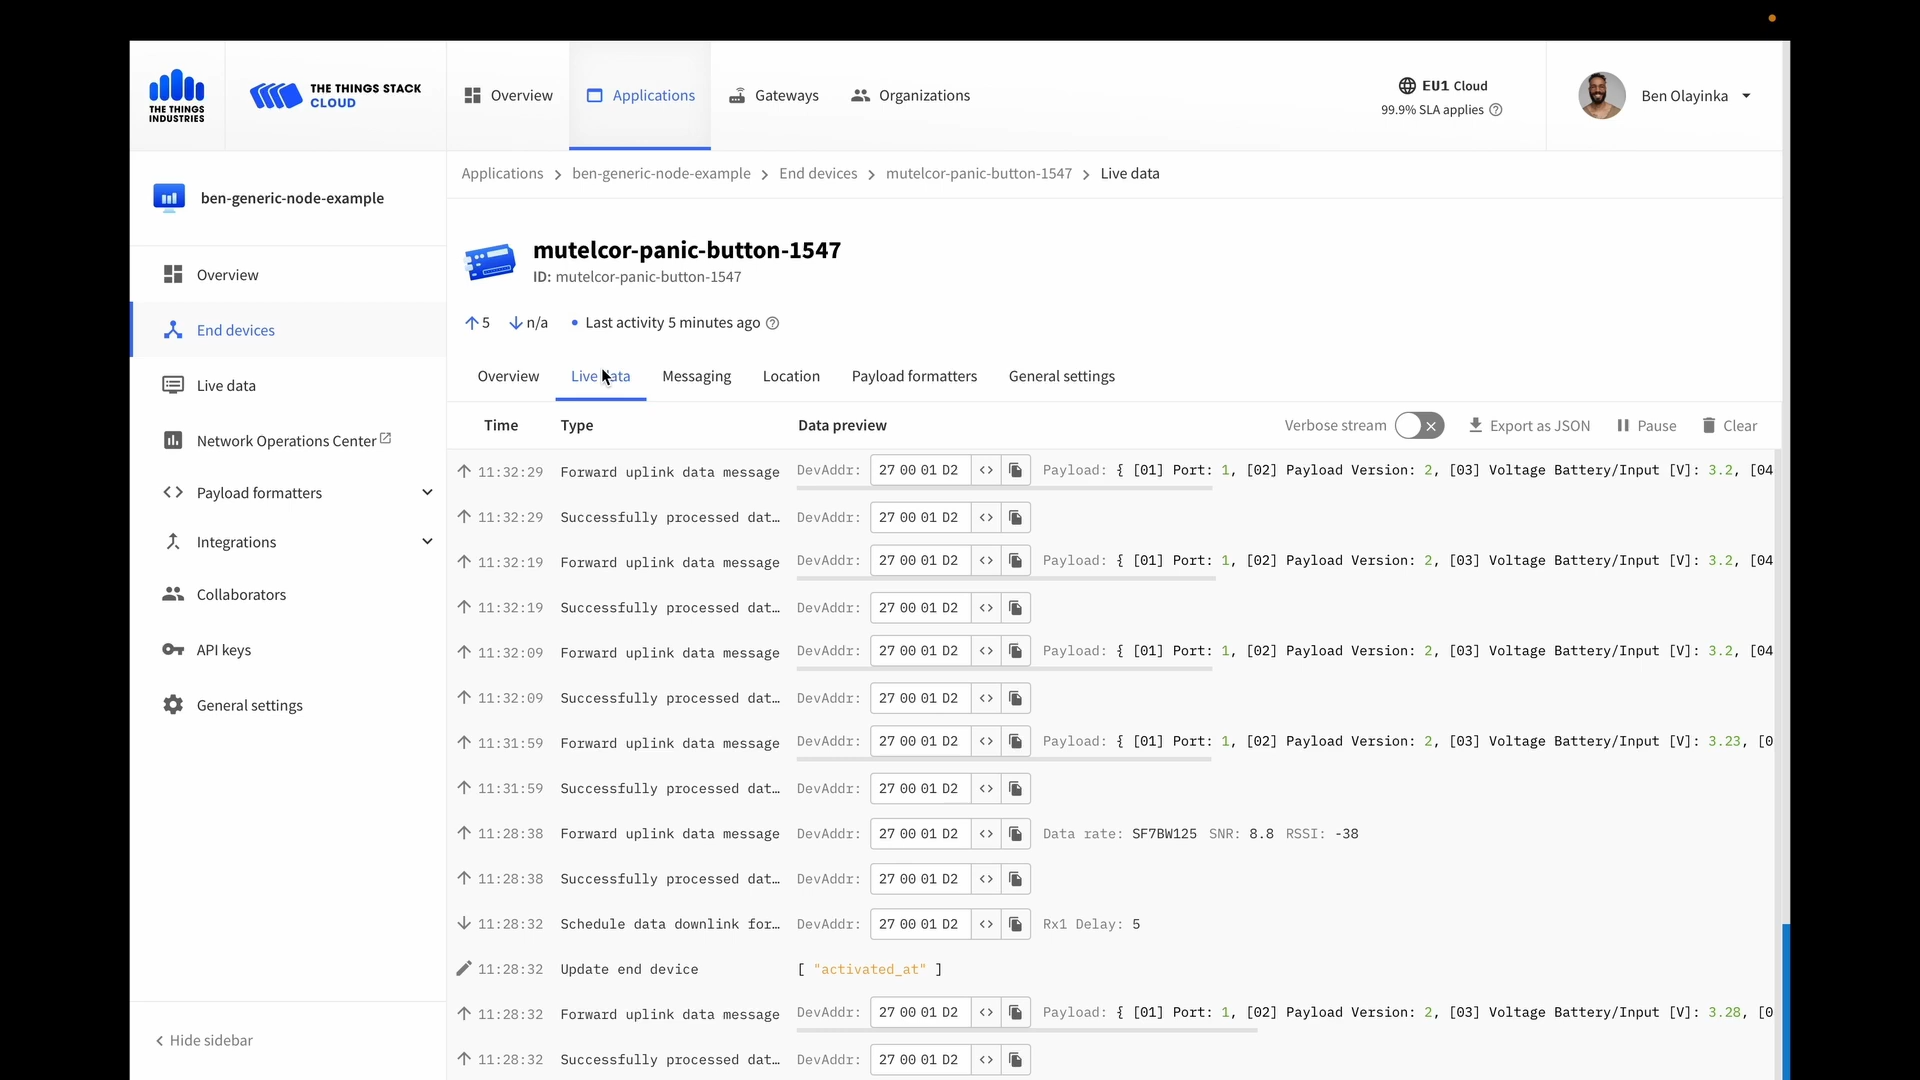 THE THINGS INDUSTRIES
THE THINGS STACK
CLOUD
Overview
Applications
Gateways
Organizations
EU1 Cloud
99.9% SLA applies
Ben Olayinka
ben-generic-node-example
Overview
End devices
Live data
Network Operations Center
Payload formatters
Integrations
Collaborators
API keys
General settings
Hide sidebar
Applications > ben-generic-node-example > End devices > mutelcor-panic-button-1547 > Live data
mutelcor-panic-button-1547
ID: mutelcor-panic-button-1547
5 n/a • Last activity 5 minutes ago
Overview Live data Messaging Location Payload formatters General settings
Time Type Data preview Verbose stream Export as JSON Pause Clear
11:32:29 Forward uplink data message DevAddr: 27 00 01 D2 <> Payload: { [01] Port: 1, [02] Payload Version: 2, [03] Voltage Battery/Input [V]: 3.2, [04
11:32:29 Successfully processed dat… DevAddr: 27 00 01 D2 <>
11:32:19 Forward uplink data message DevAddr: 27 00 01 D2 <> Payload: { [01] Port: 1, [02] Payload Version: 2, [03] Voltage Battery/Input [V]: 3.2, [04
11:32:19 Successfully processed dat… DevAddr: 27 00 01 D2 <>
11:32:09 Forward uplink data message DevAddr: 27 00 01 D2 <> Payload: { [01] Port: 1, [02] Payload Version: 2, [03] Voltage Battery/Input [V]: 3.2, [04
11:32:09 Successfully processed dat… DevAddr: 27 00 01 D2 <>
11:31:59 Forward uplink data message DevAddr: 27 00 01 D2 <> Payload: { [01] Port: 1, [02] Payload Version: 2, [03] Voltage Battery/Input [V]: 3.23, [0
11:31:59 Successfully processed dat… DevAddr: 27 00 01 D2 <>
11:28:38 Forward uplink data message DevAddr: 27 00 01 D2 <> Data rate: SF7BW125 SNR: 8.8 RSSI: -38
11:28:38 Successfully processed dat… DevAddr: 27 00 01 D2 <>
11:28:32 Schedule data downlink for… DevAddr: 27 00 01 D2 <> Rx1 Delay: 5
11:28:32 Update end device [ "activated_at" ]
11:28:32 Forward uplink data message DevAddr: 27 00 01 D2 <> Payload: { [01] Port: 1, [02] Payload Version: 2, [03] Voltage Battery/Input [V]: 3.28, [0
11:28:32 Successfully processed dat… DevAddr: 27 00 01 D2 <>